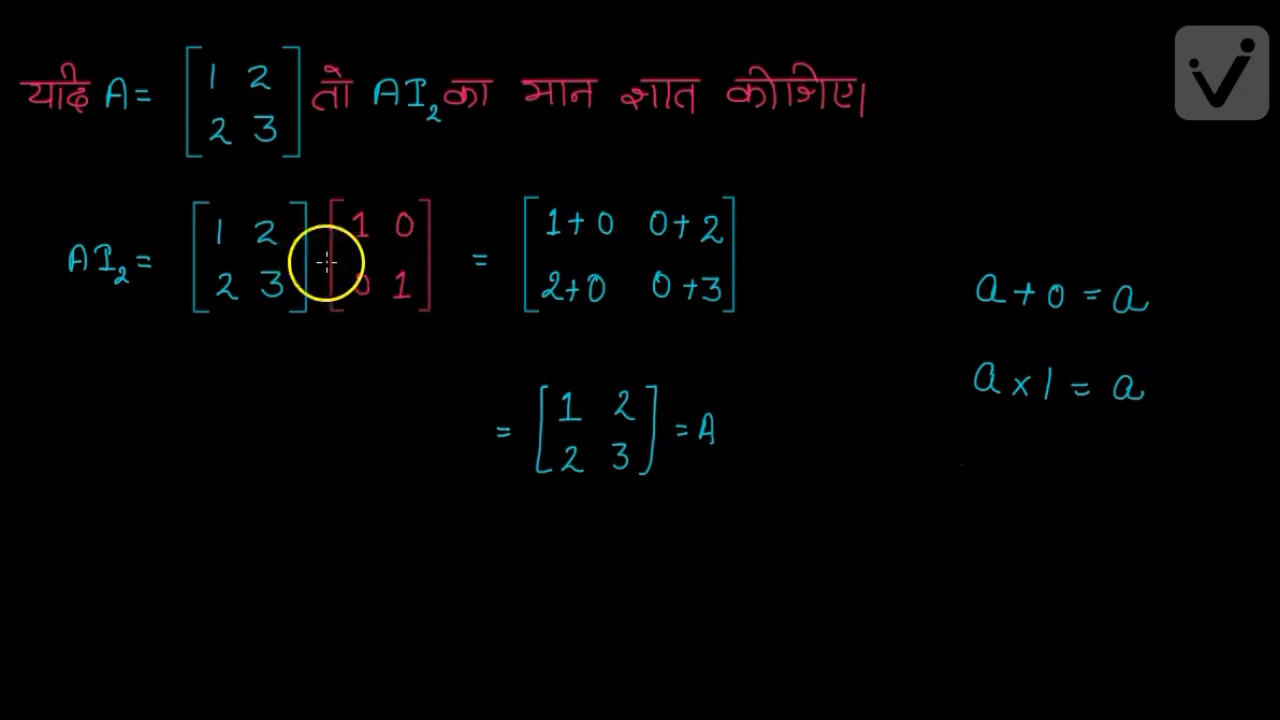 यदि A = [1 2 तो AI₂ का मान ज्ञात कीजिए।
2 3]
AI₂ = [1 2 [1 0 = [1+0 0+2
2 3] 0 1] 2+0 0+3]
a + 0 = a
= [1 2 = A
2 3]
a × 1 = a